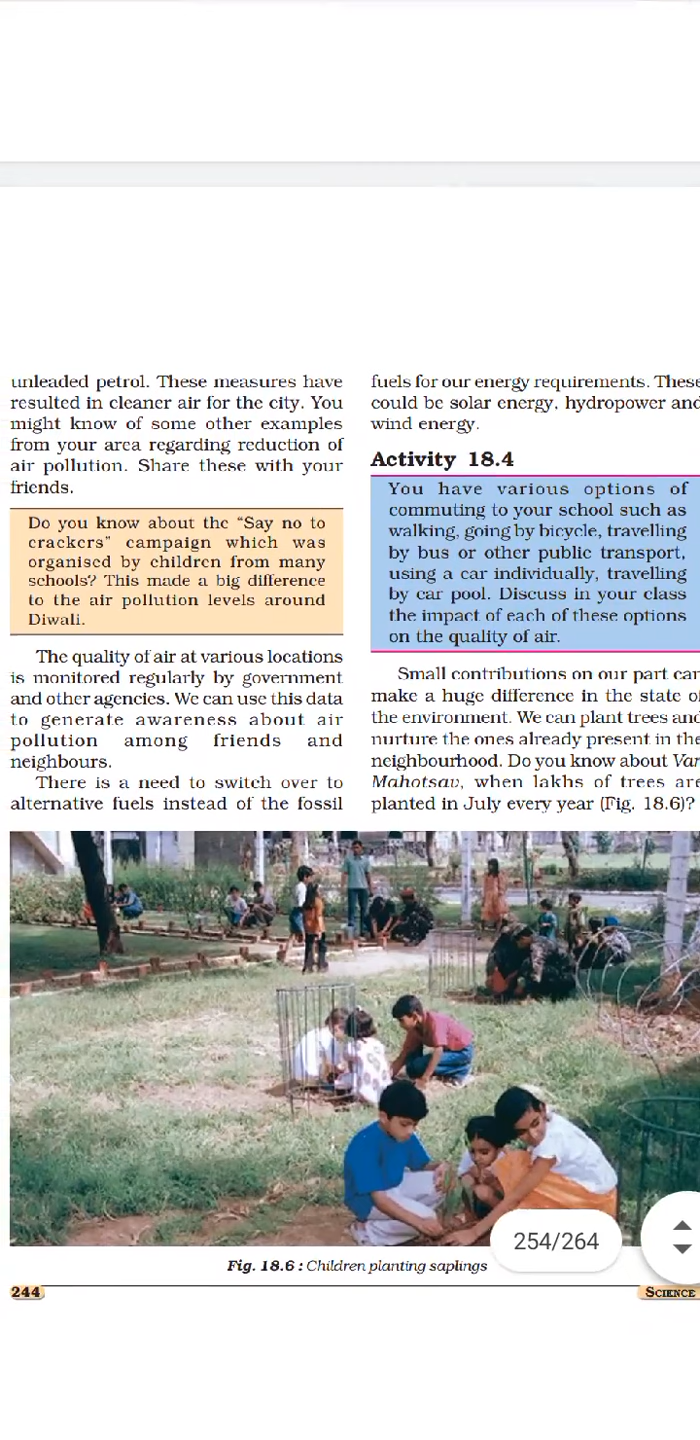 unleaded petrol. These measures have
resulted in cleaner air for the city. You
might know of some other examples
from your area regarding reduction of
air pollution. Share these with your
friends.
Do you know about the “Say no to
crackers” campaign which was
organised by children from many
schools? This made a big difference
to the air pollution levels around
Diwali.
The quality of air at various locations
is monitored regularly by government
and other agencies. We can use this data
to generate awareness about air
pollution among friends and
neighbours.
There is a need to switch over to
alternative fuels instead of the fossil
fuels for our energy requirements. These
could be solar energy, hydropower and
wind energy.
Activity 18.4
You have various options of
commuting to your school such as
walking, going by bicycle, travelling
by bus or other public transport,
using a car individually, travelling
by car pool. Discuss in your class
the impact of each of these options
on the quality of air.
Small contributions on our part can
make a huge difference in the state of
the environment. We can plant trees and
nurture the ones already present in the
neighbourhood. Do you know about Van
Mahotsav, when lakhs of trees are
planted in July every year (Fig. 18.6)?
254/264
Fig. 18.6 : Children planting saplings
244
SCIENCE